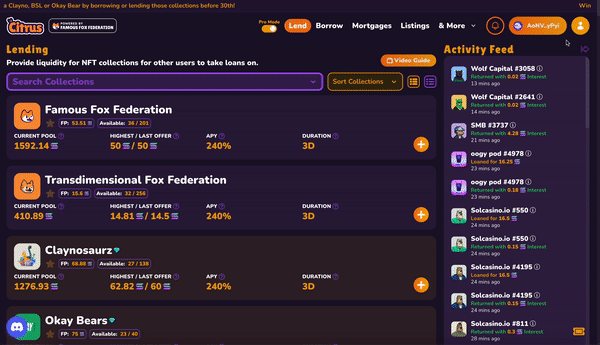 a Clayno, BSL or Okay Bear by borrowing or lending those collections before 30th!
Win
Citrus
POWERED BY
FAMOUS FOX FEDERATION
Pro Mode
Lend
Borrow
Mortgages
Listings
& More
AoNV..yPyi
Lending
Provide liquidity for NFT collections for other users to take loans on.
Video Guide
Search Collections
Sort Collections
Famous Fox Federation
FP: 53.51
Available: 36 / 201
CURRENT POOL
HIGHEST / LAST OFFER
APY
DURATION
1592.14
50 / 50
240%
3D
Transdimensional Fox Federation
FP: 15.6
Available: 32 / 256
CURRENT POOL
HIGHEST / LAST OFFER
APY
DURATION
410.89
14.81 / 14.5
240%
3D
Claynosaurz
FP: 68.88
Available: 27 / 138
CURRENT POOL
HIGHEST / LAST OFFER
APY
DURATION
1276.93
62.82 / 60
240%
3D
Okay Bears
FP: 75
Available: 23 / 40
Activity Feed
Wolf Capital #3058
Returned with 0.02 Interest
13 mins ago
Wolf Capital #2641
Returned with 0.02 Interest
14 mins ago
SMB #3737
Returned with 4.28 Interest
21 mins ago
oogy pod #4978
Loaned for 16.25
23 mins ago
oogy pod #4978
Returned with 0.18 Interest
23 mins ago
Solcasino.io #550
Loaned for 16.5
24 mins ago
Solcasino.io #550
Returned with 0.15 Interest
24 mins ago
Solcasino.io #4195
Loaned for 16.5
24 mins ago
Solcasino.io #4195
Returned with 0.15 Interest
24 mins ago
Solcasino.io #811
Returned with 0.3 Interest
28 mins ago